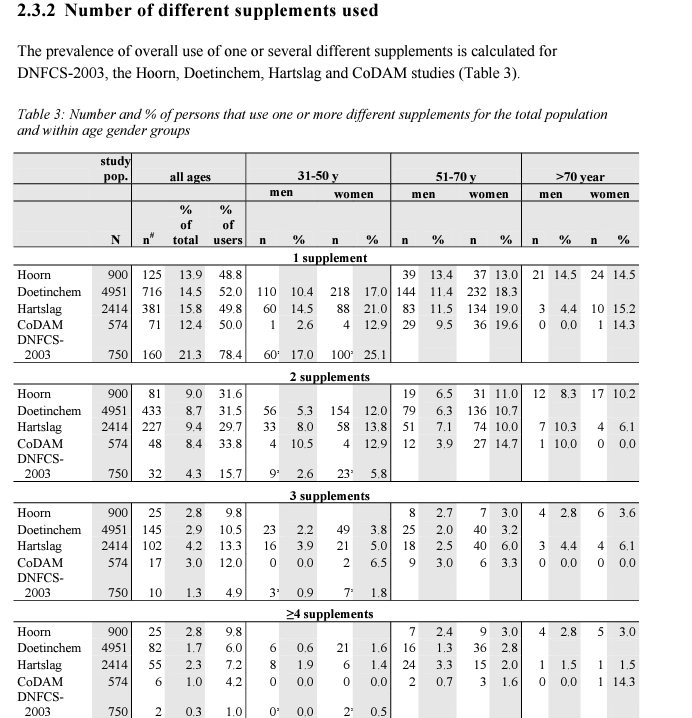 2.3.2 Number of different supplements used
The prevalence of overall use of one or several different supplements is calculated for
DNFCS-2003, the Hoorn, Doetinchem, Hartslag and CoDAM studies (Table 3).
Table 3: Number and % of persons that use one or more different supplements for the total population
and within age gender groups
study
pop. all ages 31-50 y 51-70 y >70 year
men women men women men women
% %
of of
N n# total users n % n % n % n % n % n %
1 supplement
Hoorn 900 125 13.9 48.8 39 13.4 37 13.0 21 14.5 24 14.5
Doetinchem 4951 716 14.5 52.0 110 10.4 218 17.0 144 11.4 232 18.3
Hartslag 2414 381 15.8 49.8 60 14.5 88 21.0 83 11.5 134 19.0 3 4.4 10 15.2
CoDAM 574 71 12.4 50.0 1 2.6 4 12.9 29 9.5 36 19.6 0 0.0 1 14.3
DNFCS-
2003 750 160 21.3 78.4 60 17.0 100 25.1
2 supplements
Hoorn 900 81 9.0 31.6 19 6.5 31 11.0 12 8.3 17 10.2
Doetinchem 4951 433 8.7 31.5 56 5.3 154 12.0 79 6.3 136 10.7
Hartslag 2414 227 9.4 29.7 33 8.0 58 13.8 51 7.1 74 10.0 7 10.3 4 6.1
CoDAM 574 48 8.4 33.8 4 10.5 4 12.9 12 3.9 27 14.7 1 10.0 0 0.0
DNFCS-
2003 750 32 4.3 15.7 9 2.6 23 5.8
3 supplements
Hoorn 900 25 2.8 9.8 8 2.7 7 3.0 4 2.8 6 3.6
Doetinchem 4951 145 2.9 10.5 23 2.2 49 3.8 25 2.0 40 3.2
Hartslag 2414 102 4.2 13.3 16 3.9 21 5.0 18 2.5 40 6.0 3 4.4 4 6.1
CoDAM 574 17 3.0 12.0 0 0.0 2 6.5 9 3.0 6 3.3 0 0.0 0 0.0
DNFCS-
2003 750 10 1.3 4.9 3 0.9 7 1.8
≥4 supplements
Hoorn 900 25 2.8 9.8 7 2.4 9 3.0 4 2.8 5 3.0
Doetinchem 4951 82 1.7 6.0 6 0.6 21 1.6 16 1.3 36 2.8
Hartslag 2414 55 2.3 7.2 8 1.9 6 1.4 24 3.3 15 2.0 1 1.5 1 1.5
CoDAM 574 6 1.0 4.2 0 0.0 0 0.0 2 0.7 3 1.6 0 0.0 1 14.3
DNFCS-
2003 750 2 0.3 1.0 0 0.0 2 0.5